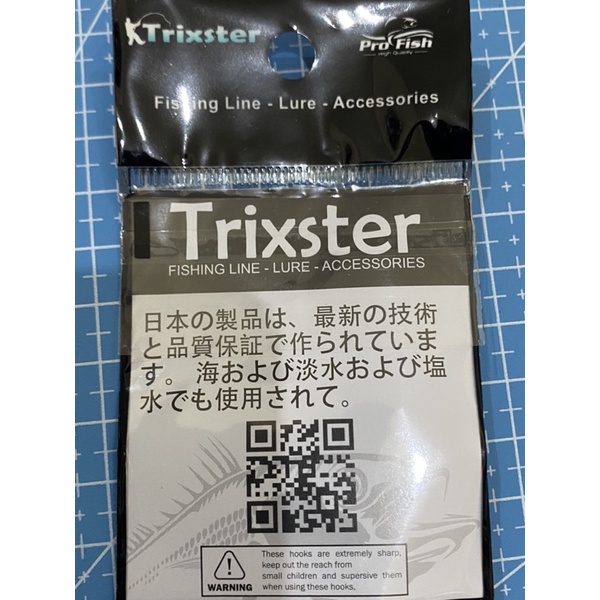 Trixster
Pro Fish
High Quality
Fishing Line - Lure - Accessories
Trixster
FISHING LINE - LURE - ACCESSORIES
日本の製品は、最新の技術
と品質保証で作られていま
す。 海および淡水および塩
水でも使用されて。
These hooks are extremely sharp,
keep out the reach from
small children and supersive them
when using these hooks,
WARNING